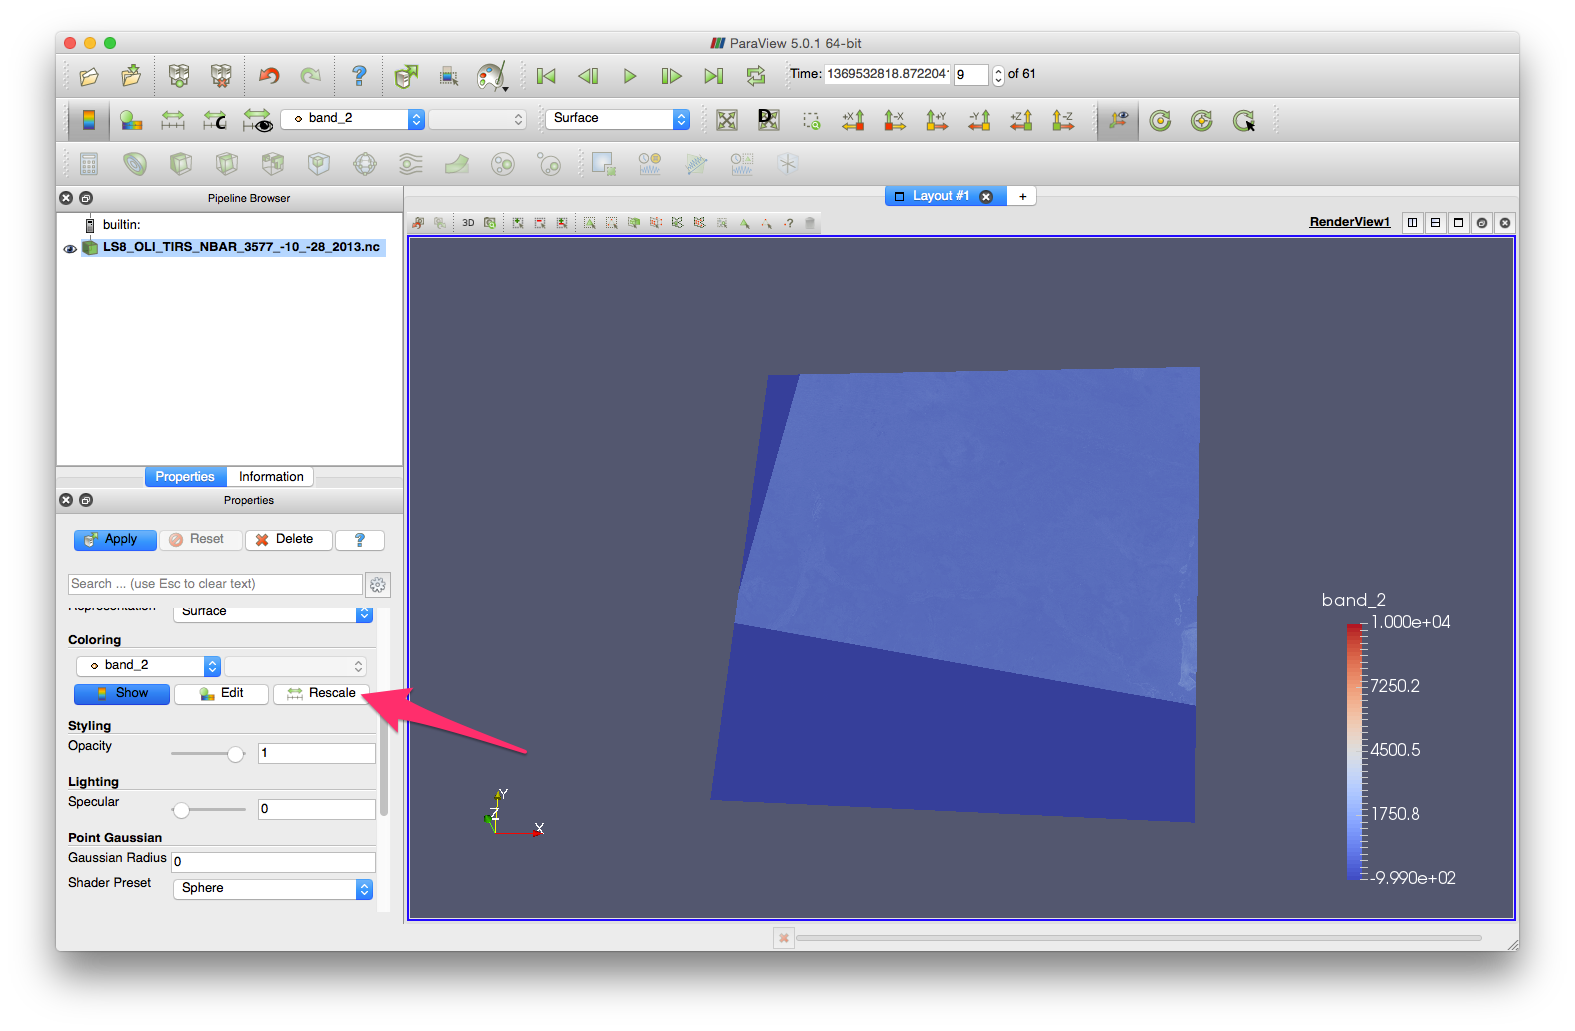 ParaView 5.0.1 64-bit
Time: 1369532818.872204 9 of 61
band_2 Surface
+X -X +Y -Y +Z -Z
Pipeline Browser
Layout #1 +
builtin:
3D
RenderView1
LS8_OLI_TIRS_NBAR_3577_-10_-28_2013.nc
Properties Information
Properties
Apply Reset Delete ?
Search ... (use Esc to clear text)
Representation Surface
Coloring
band_2
Show Edit Rescale
Styling
Opacity 1
Lighting
Specular 0
Point Gaussian
Gaussian Radius 0
Shader Preset Sphere
Y
Z
X
band_2
1.000e+04
7250.2
4500.5
1750.8
-9.990e+02